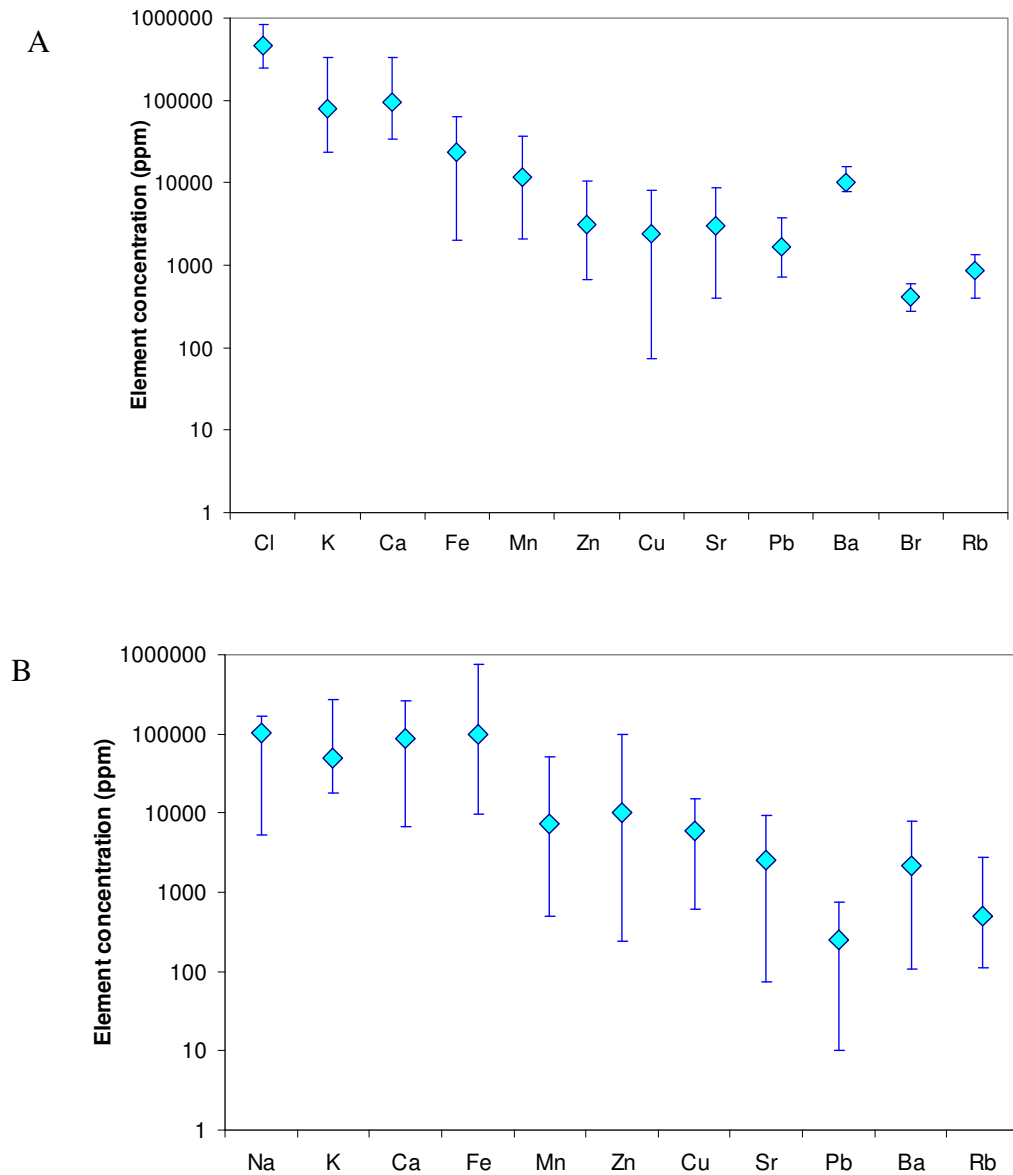 A
Element concentration (ppm)
1000000
100000
10000
1000
100
10
1
Cl K Ca Fe Mn Zn Cu Sr Pb Ba Br Rb
B
Element concentration (ppm)
1000000
100000
10000
1000
100
10
1
Na K Ca Fe Mn Zn Cu Sr Pb Ba Rb